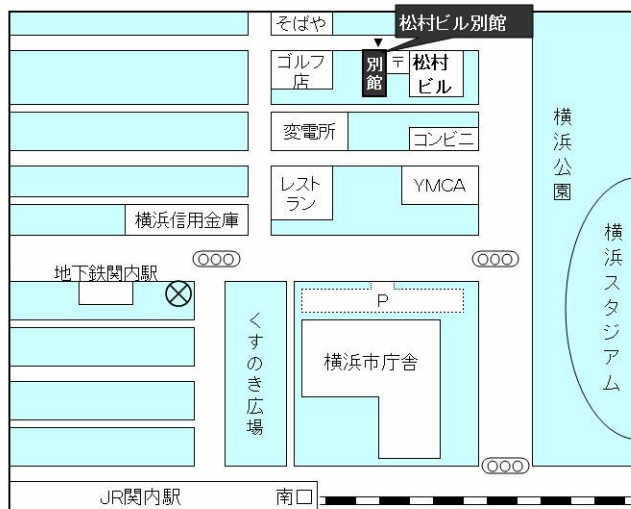 そばや
松村ビル別館
▼
ゴルフ
店
別
館
〒
松村
ビル
変電所
コンビニ
横浜公園
レスト
ラン
YMCA
横浜信用金庫
横浜スタジアム
地下鉄関内駅
P
くすのき広場
横浜市庁舎
JR関内駅
南口